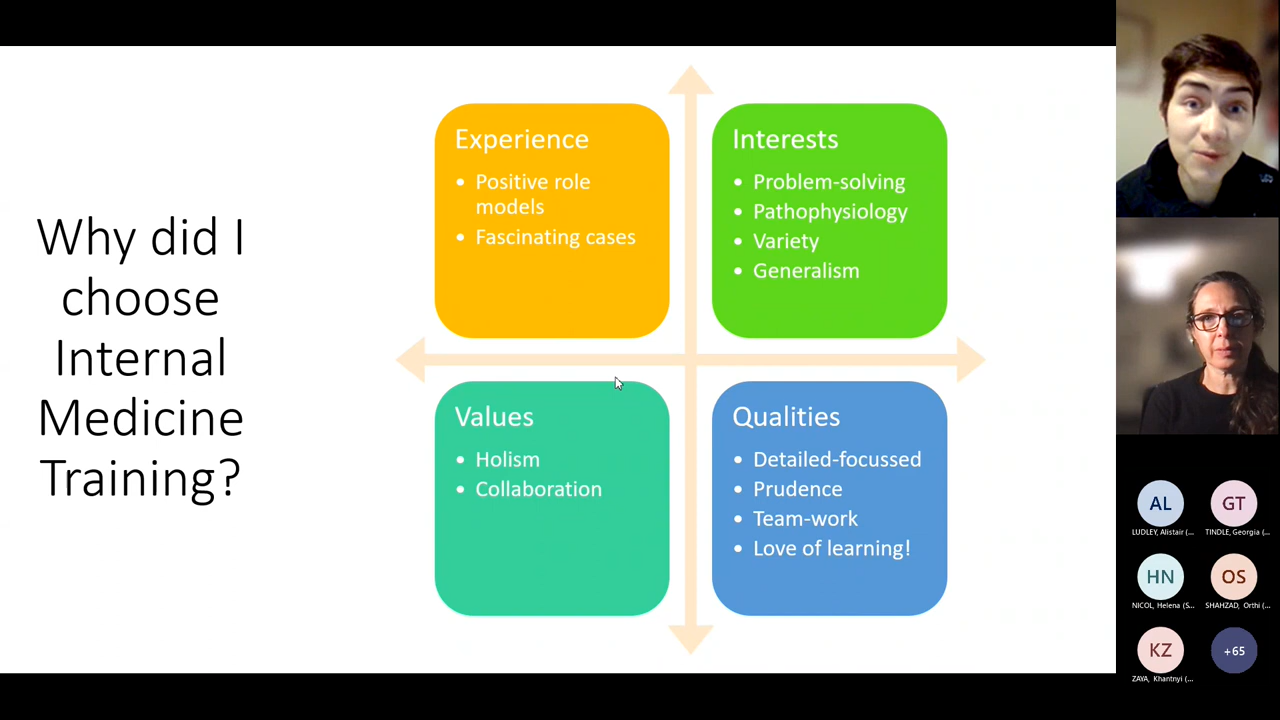 Why did I
choose
Internal
Medicine
Training?
Experience
• Positive role
models
• Fascinating cases
Interests
• Problem-solving
• Pathophysiology
• Variety
• Generalism
Values
• Holism
• Collaboration
Qualities
• Detailed-focussed
• Prudence
• Team-work
• Love of learning!
AL
GT
LUDLEY, Alistair (...
TINDLE, Georgia (...
HN
OS
NICOL, Helena (S...
SHAHZAD, Orthi (...
KZ
+65
ZAYA, Khantnyi (...